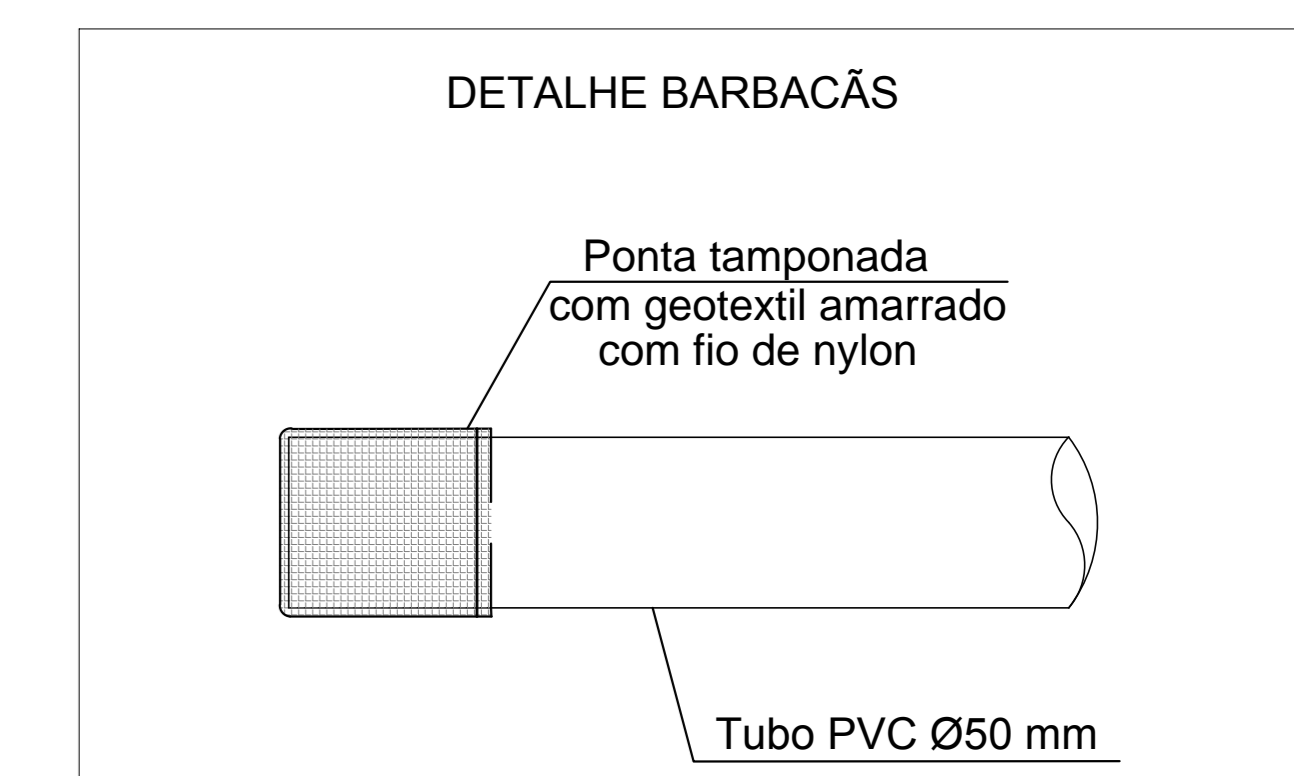 DETALHE BARBACÃS
Ponta tamponada
com geotextil amarrado
com fio de nylon
Tubo PVC Ø50 mm